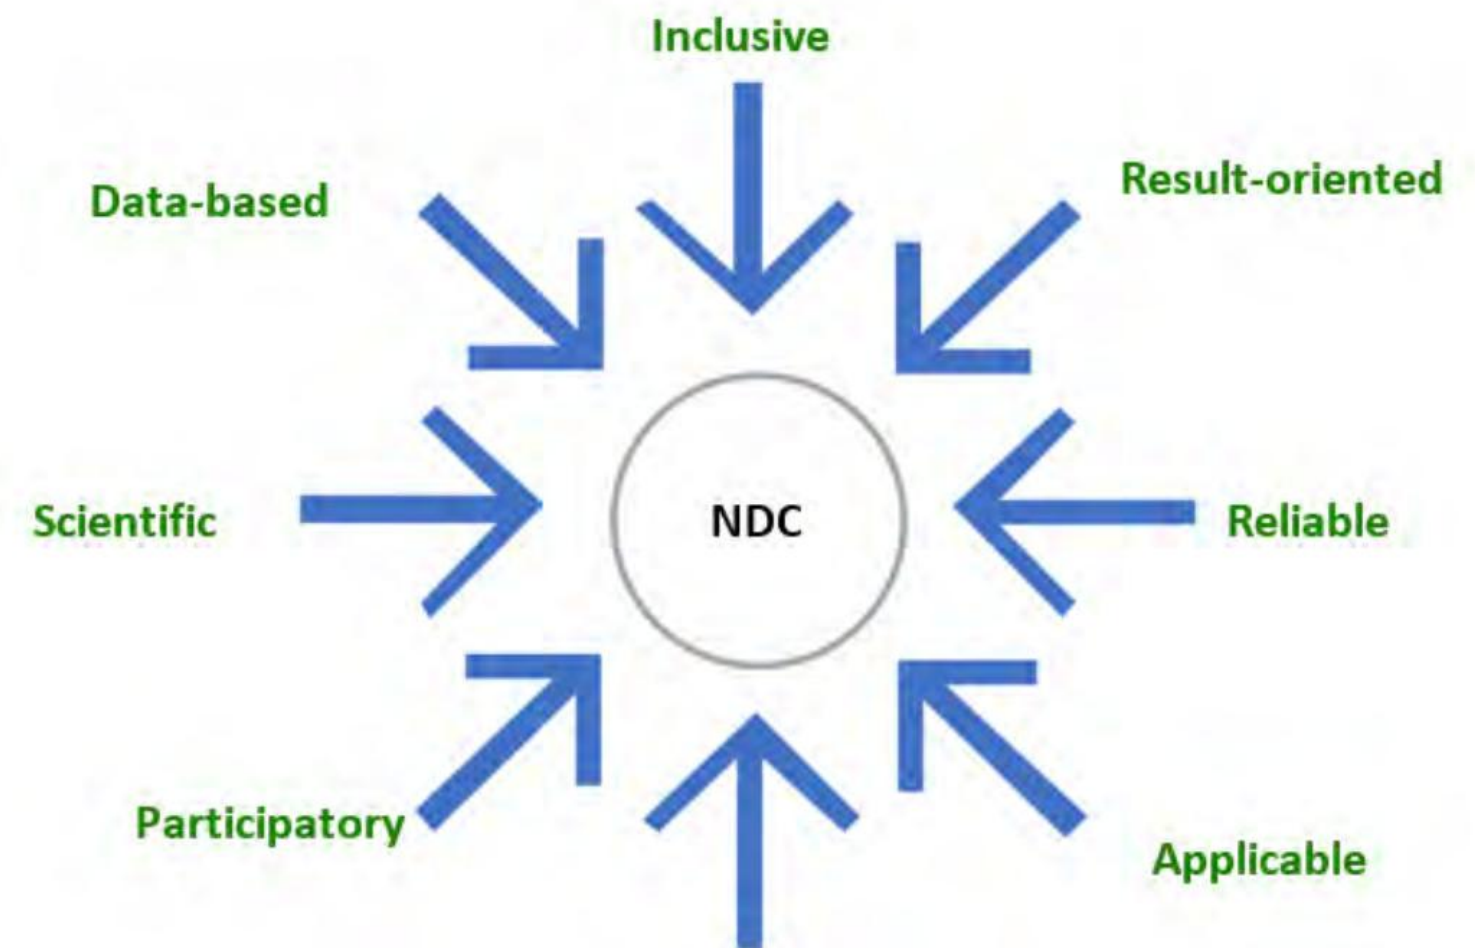 Inclusive
Result-oriented
Data-based
NDC
Scientific
Reliable
Participatory
Applicable